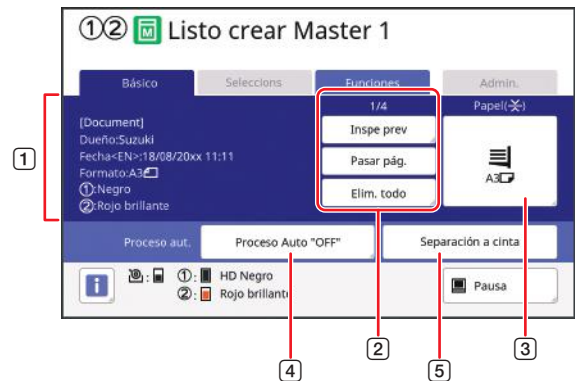 ①② M Listo crear Master 1
Básico Seleccions Funciones Admin.
1/4 Papel(
[Document]
Dueño:Suzuki
Fecha<EN>:18/08/20xx 11:11
Formato:A3
①:Negro
②:Rojo brillante
Inspe prev
Pasar pág.
Elim. todo
A3
Proceso aut. Proceso Auto "OFF" Separación a cinta
i ①: HD Negro
②: Rojo brillante
Pausa
1
2
3
4
5